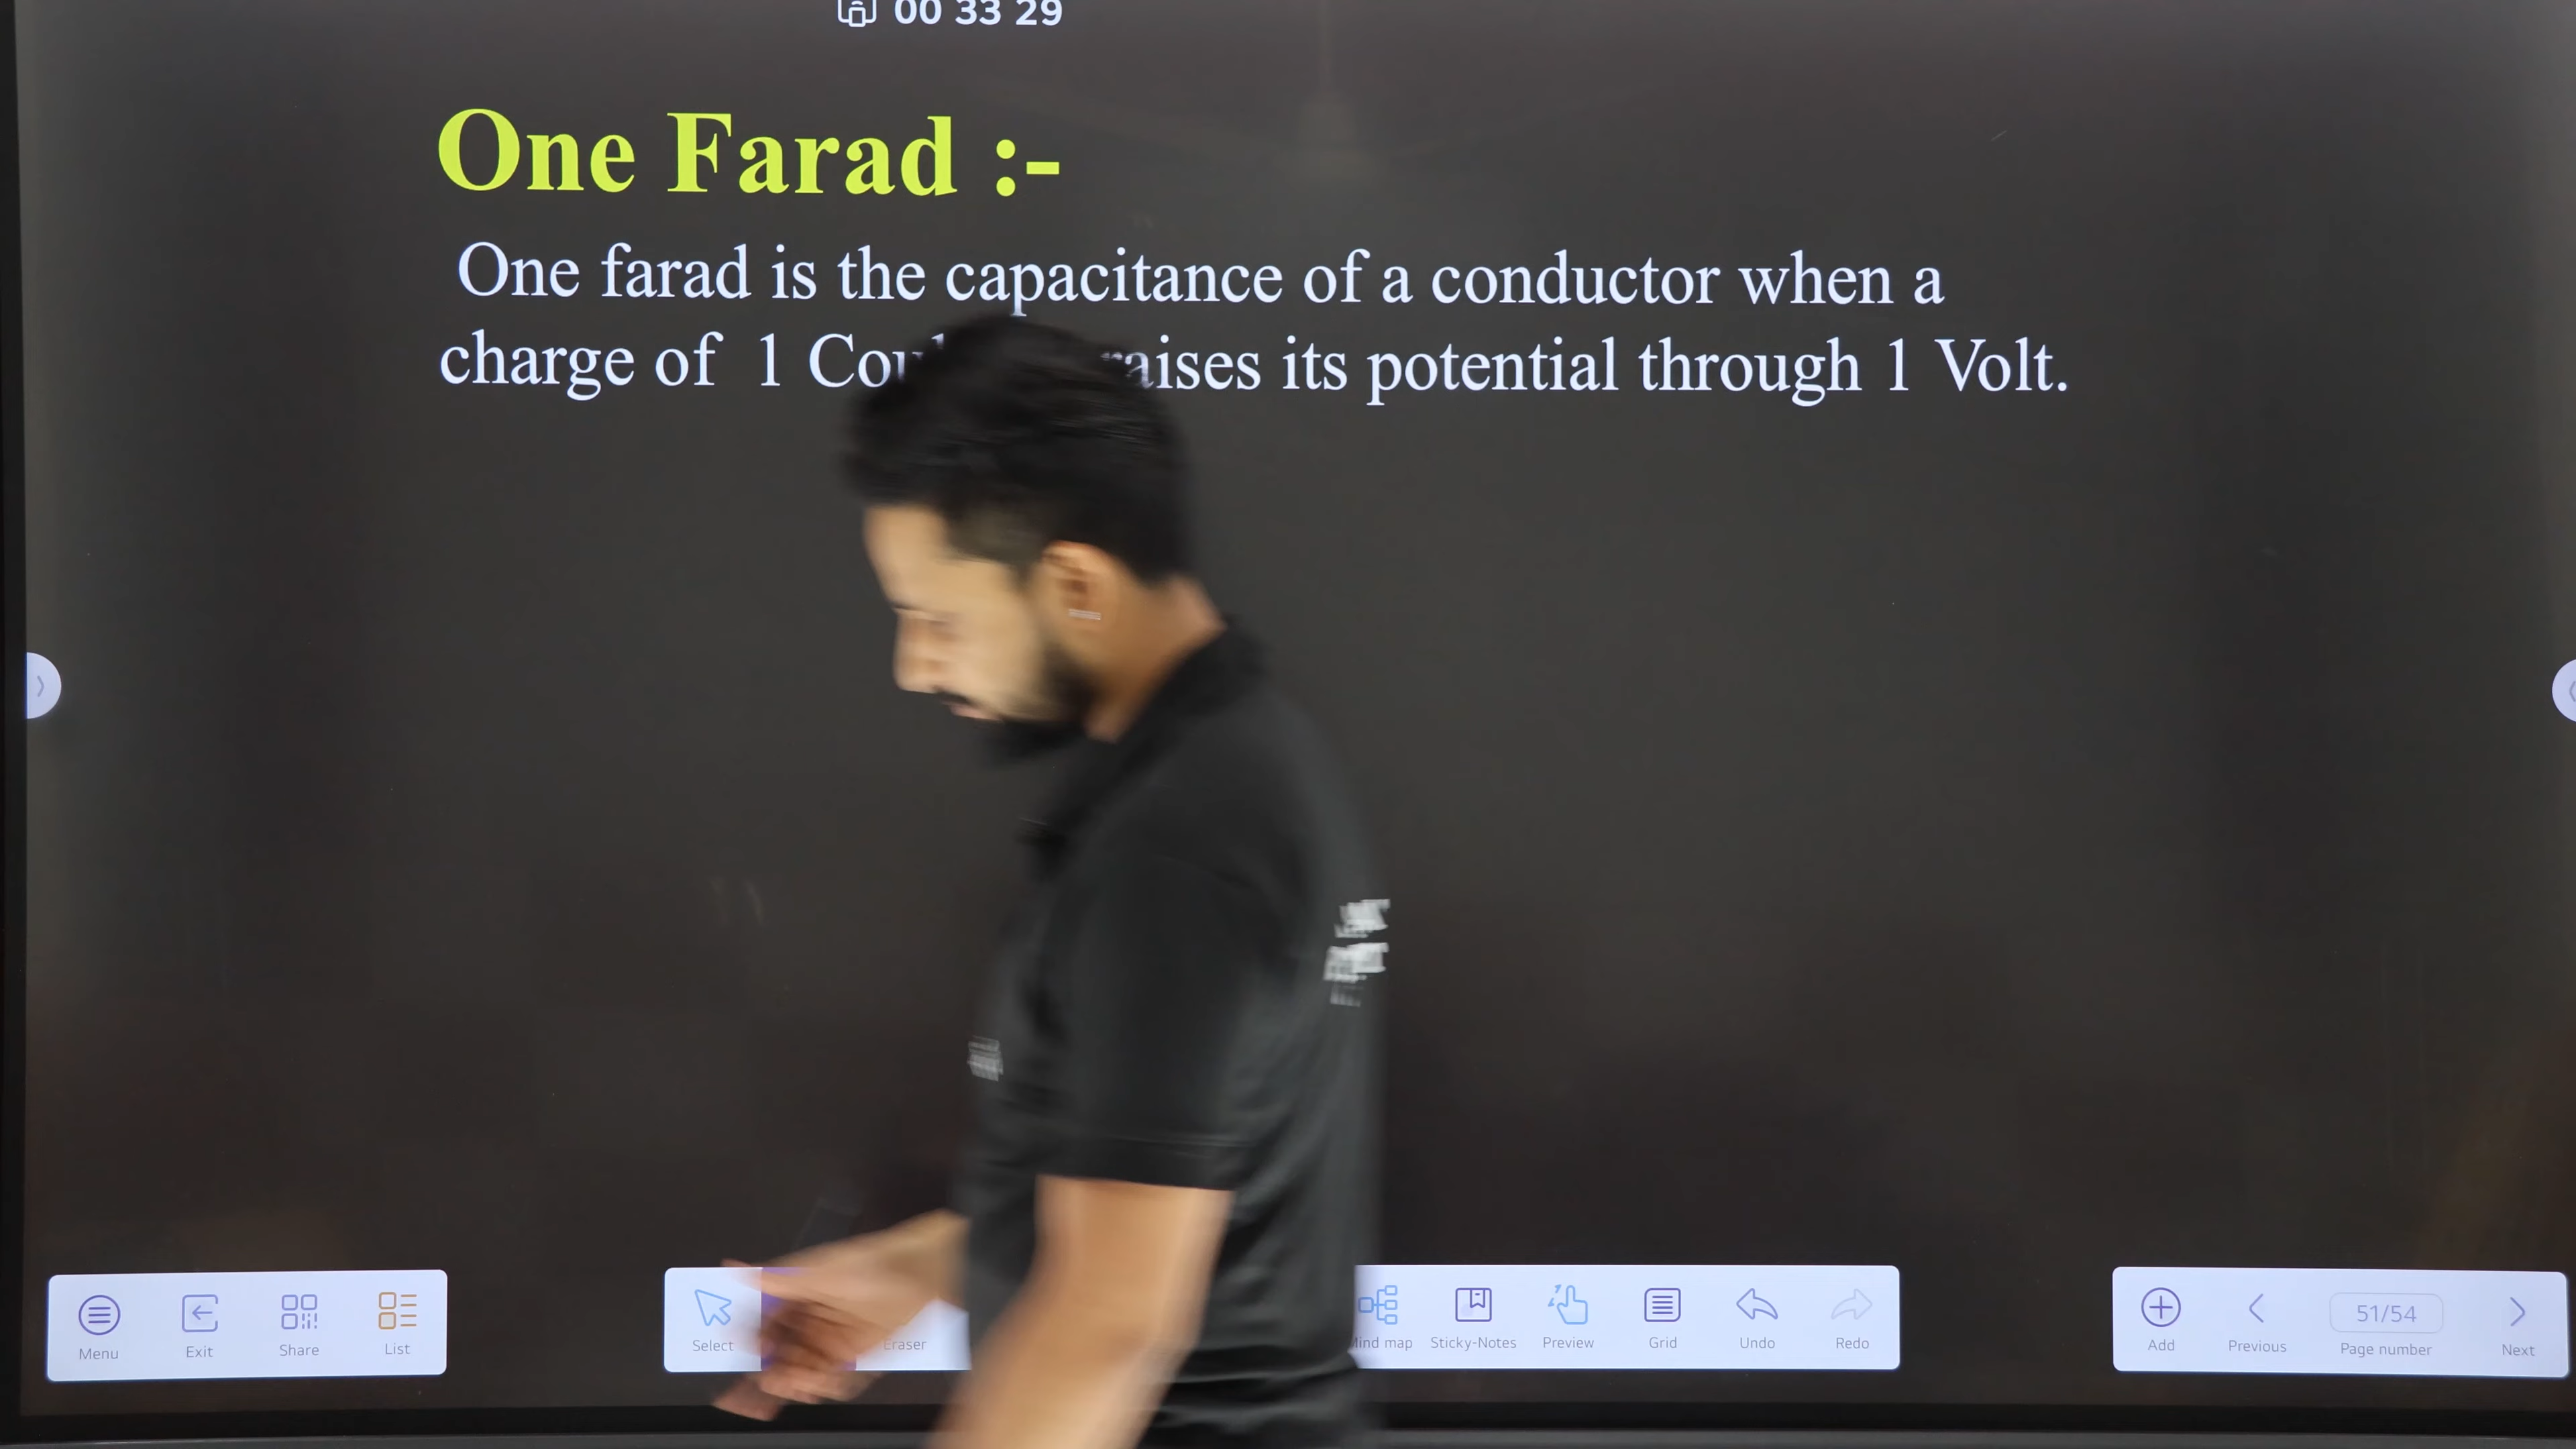 00 33 29
One Farad :-
One farad is the capacitance of a conductor when a
charge of 1 its potential through 1 Volt.
Menu
Exit
Share
List
Select
Eraser
map
Sticky-Notes
Preview
Grid
Undo
Redo
Add
Previous
51/54
Page number
Next